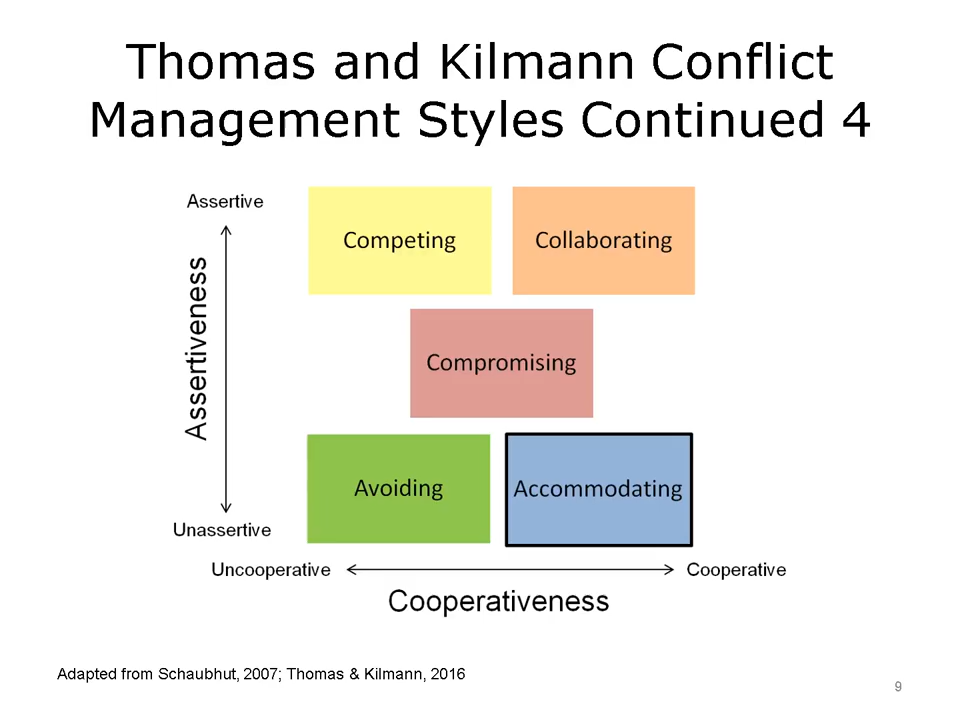 Thomas and Kilmann Conflict
Management Styles Continued 4
Assertive
Competing
Collaborating
Assertiveness
Compromising
Avoiding
Accommodating
Unassertive
Uncooperative
Cooperative
Cooperativeness
Adapted from Schaubhut, 2007; Thomas & Kilmann, 2016
9